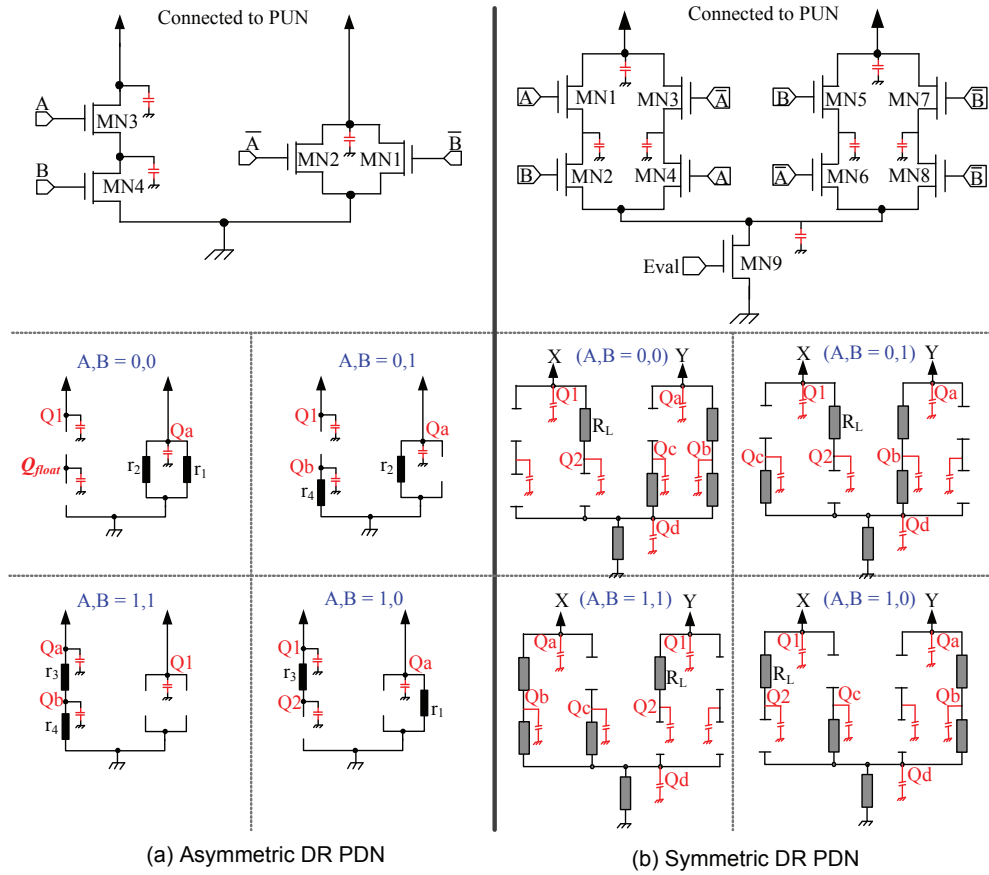 Connected to PUN
A
MN3
B
MN4
A̅
MN2
MN1
B̅
Connected to PUN
A
MN1
MN3
A̅
B
MN5
MN7
B̅
B
MN2
MN4
A
A̅
MN6
MN8
B̅
Eval
MN9
A,B = 0,0
Q1
Qfloat
Qa
r2
r1
A,B = 0,1
Q1
Qb
r4
Qa
r2
X
(A,B = 0,0)
Y
Q1
RL
Q2
Qa
Qc
Qb
Qd
X
(A,B = 0,1)
Y
Q1
RL
Qc
Q2
Qa
Qb
Qd
A,B = 1,1
Qa
r3
Qb
r4
Q1
A,B = 1,0
Q1
r3
Q2
Qa
r1
X
(A,B = 1,1)
Y
Qa
Qb
Qc
Q1
RL
Q2
Qd
X
(A,B = 1,0)
Y
Q1
RL
Q2
Qc
Qa
Qb
Qd
(a) Asymmetric DR PDN
(b) Symmetric DR PDN